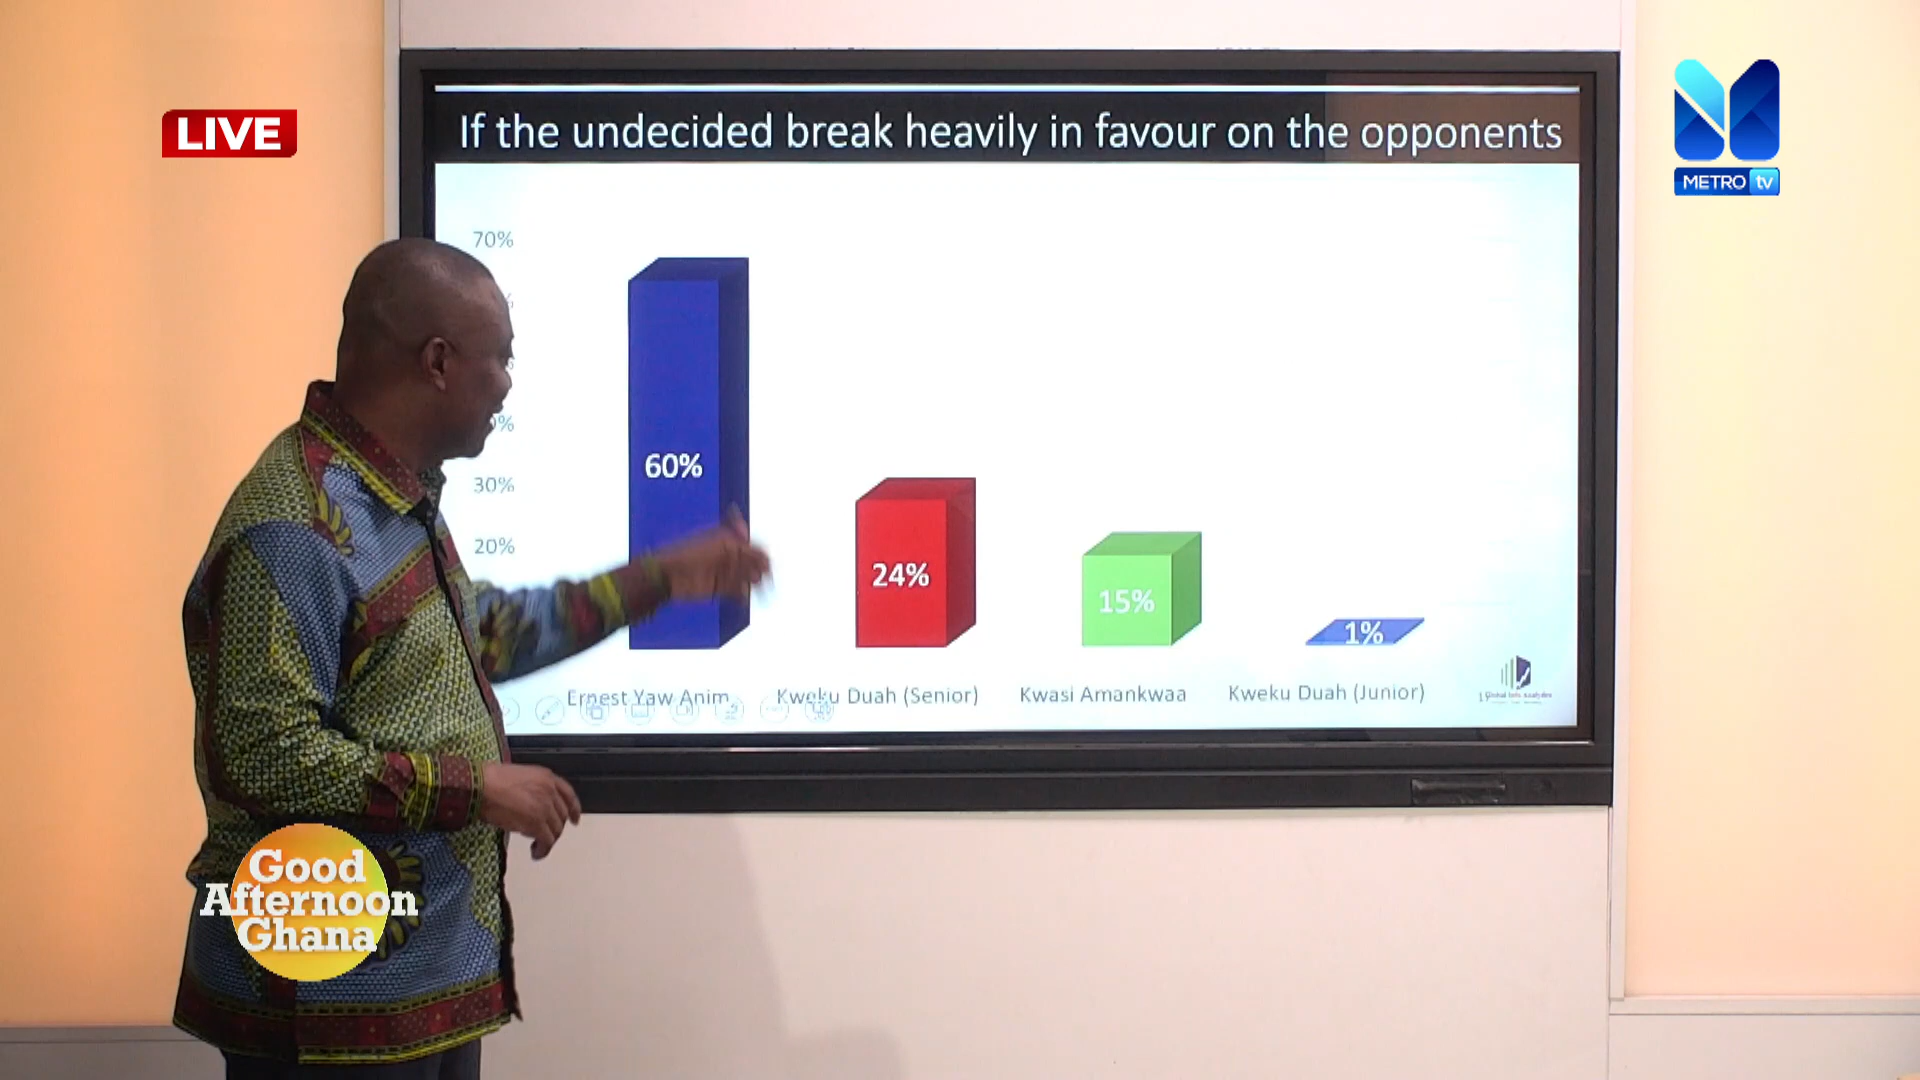 LIVE
METRO tv
If the undecided break heavily in favour on the opponents
70%
30%
20%
60%
24%
15%
1%
Ernest Yaw Anim
Kweku Duah (Senior)
Kwasi Amankwaa
Kweku Duah (Junior)
Good
Afternoon
Ghana